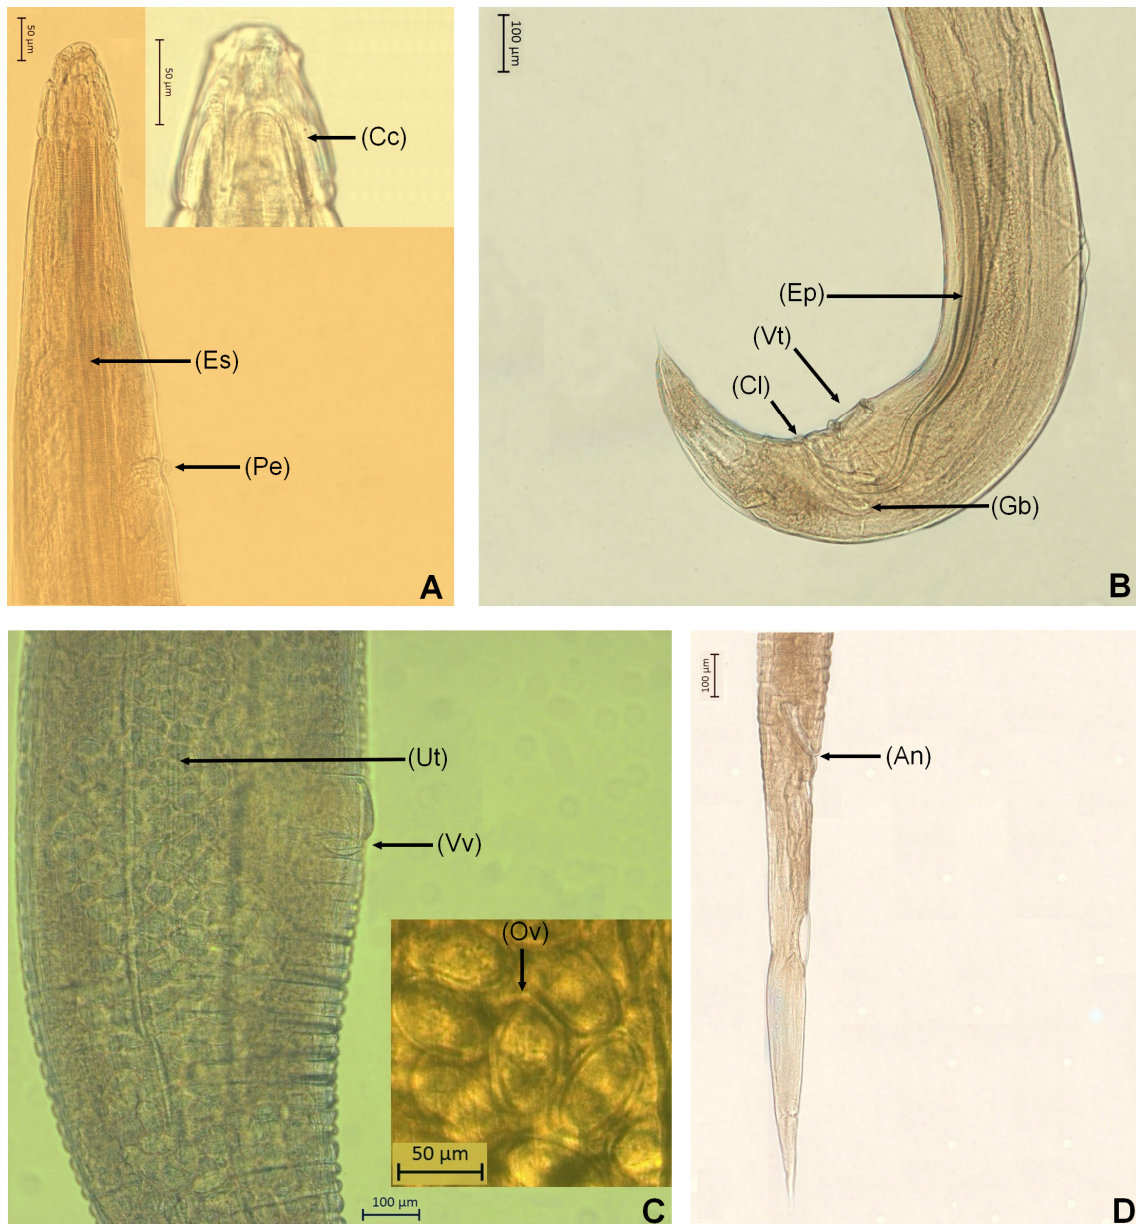 50 µm
50 µm
(Cc)
(Es)
(Pe)
A
100 µm
(Ep)
(Vt)
(Cl)
(Gb)
B
(Ut)
(Vv)
(Ov)
50 µm
100 µm
C
100 µm
(An)
D